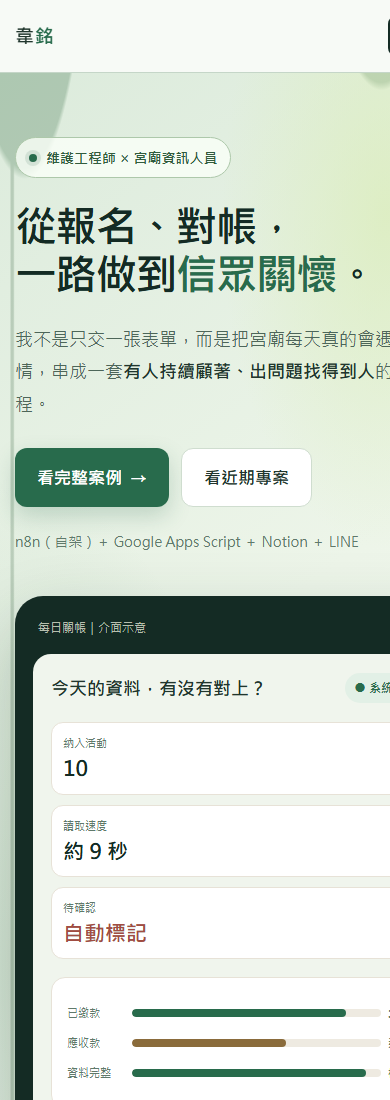 韋銘
維護工程師 × 宮廟資訊人員
從報名、對帳，
一路做到信眾關懷。
我不是只交一張表單，而是把宮廟每天真的會遇
情，串成一套有人持續顧著、出問題找得到人的
程。
看完整案例 →
看近期專案
n8n（自架）+ Google Apps Script + Notion + LINE
每日關帳｜介面示意
今天的資料，有沒有對上？
系統
納入活動
10
讀取速度
約 9 秒
待確認
自動標記
已繳款
應收款
資料完整